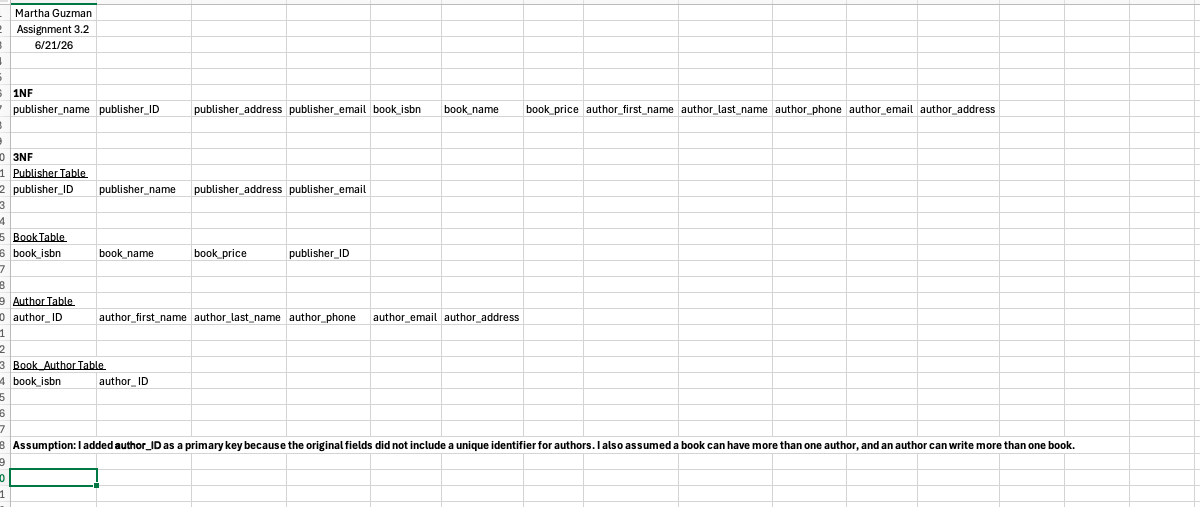 Martha Guzman
Assignment 3.2
6/21/26
1NF
publisher_name publisher_ID publisher_address publisher_email book_isbn book_name book_price author_first_name author_last_name author_phone author_email author_address
3NF
Publisher Table
publisher_ID publisher_name publisher_address publisher_email
Book Table
book_isbn book_name book_price publisher_ID
Author Table
author_ ID author_first_name author_last_name author_phone author_email author_address
Book_Author Table
book_isbn author_ ID
Assumption: I added author_ID as a primary key because the original fields did not include a unique identifier for authors. I also assumed a book can have more than one author, and an author can write more than one book.